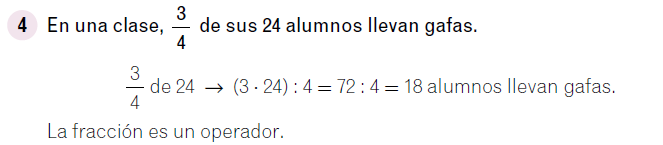 4 En una clase, 3/4 de sus 24 alumnos llevan gafas.
3/4 de 24 → (3 · 24) : 4 = 72 : 4 = 18 alumnos llevan gafas.
La fracción es un operador.